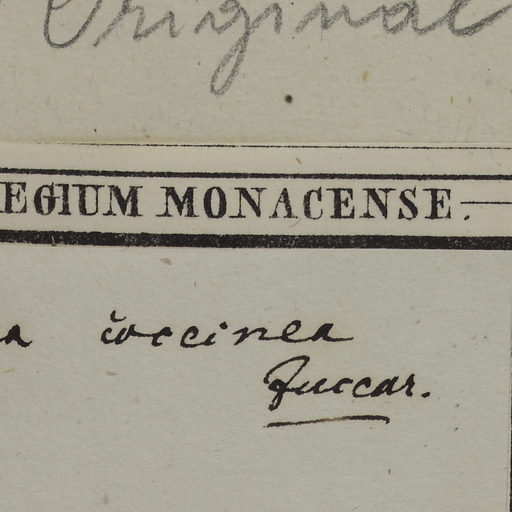 Original
EGIUM MONACENSE.
a coccinea
Zuccar.